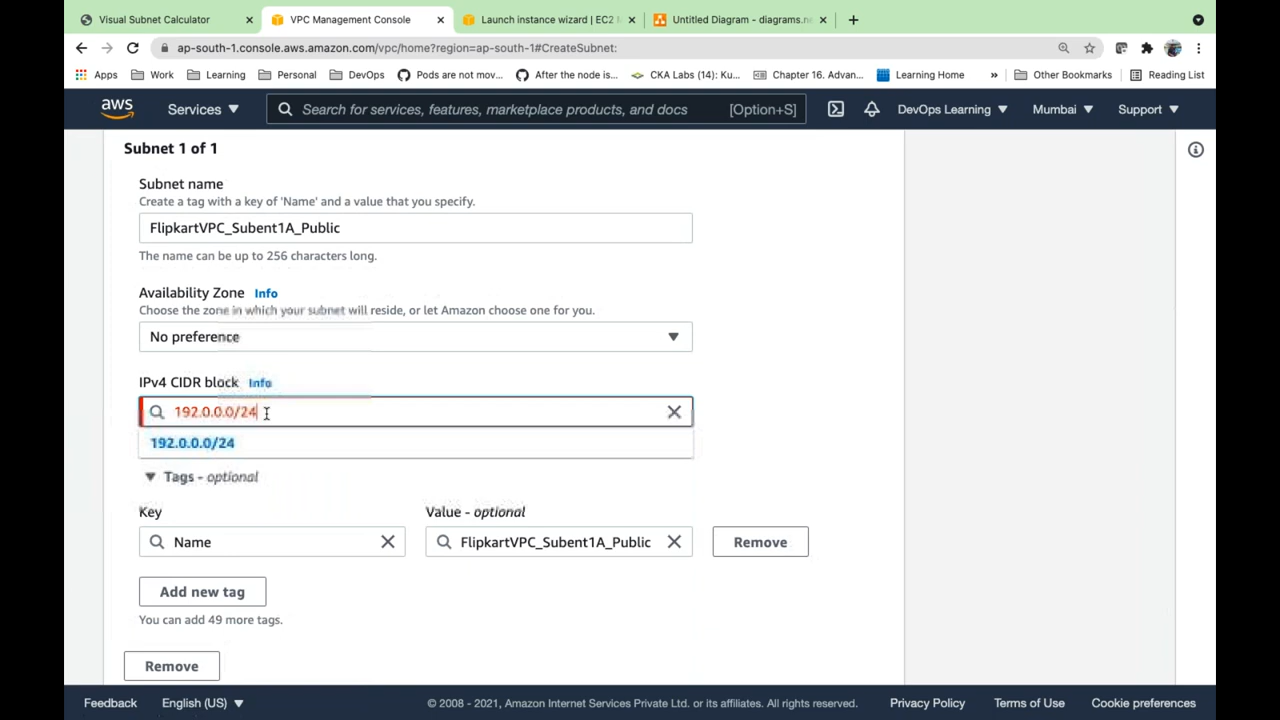 Visual Subnet Calculator
VPC Management Console
Launch instance wizard | EC2 M
Untitled Diagram - diagrams.ne
ap-south-1.console.aws.amazon.com/vpc/home?region=ap-south-1#CreateSubnet:
Apps
Work
Learning
Personal
DevOps
Pods are not mov...
After the node is...
CKA Labs (14): Ku...
Chapter 16. Advan...
Learning Home
»
Other Bookmarks
Reading List
aws
Services
Search for services, features, marketplace products, and docs
[Option+S]
DevOps Learning
Mumbai
Support
Subnet 1 of 1
Subnet name
Create a tag with a key of 'Name' and a value that you specify.
FlipkartVPC_Subent1A_Public
The name can be up to 256 characters long.
Availability Zone Info
Choose the zone in which your subnet will reside, or let Amazon choose one for you.
No preference
IPv4 CIDR block Info
192.0.0.0/24
192.0.0.0/24
Tags - optional
Key
Value - optional
Name
FlipkartVPC_Subent1A_Public
Remove
Add new tag
You can add 49 more tags.
Remove
Feedback
English (US)
© 2008 - 2021, Amazon Internet Services Private Ltd. or its affiliates. All rights reserved.
Privacy Policy
Terms of Use
Cookie preferences